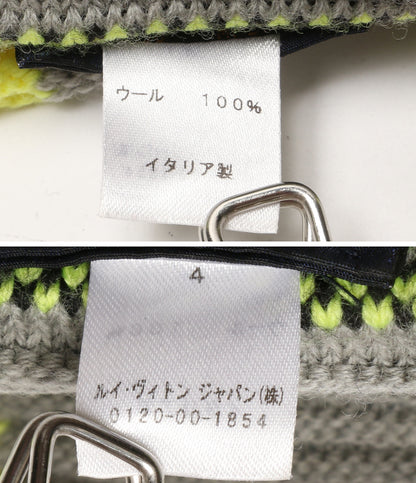 ウール 100%
イタリア製
4
ルイ・ヴィトン ジャパン(株)
0120-00-1854